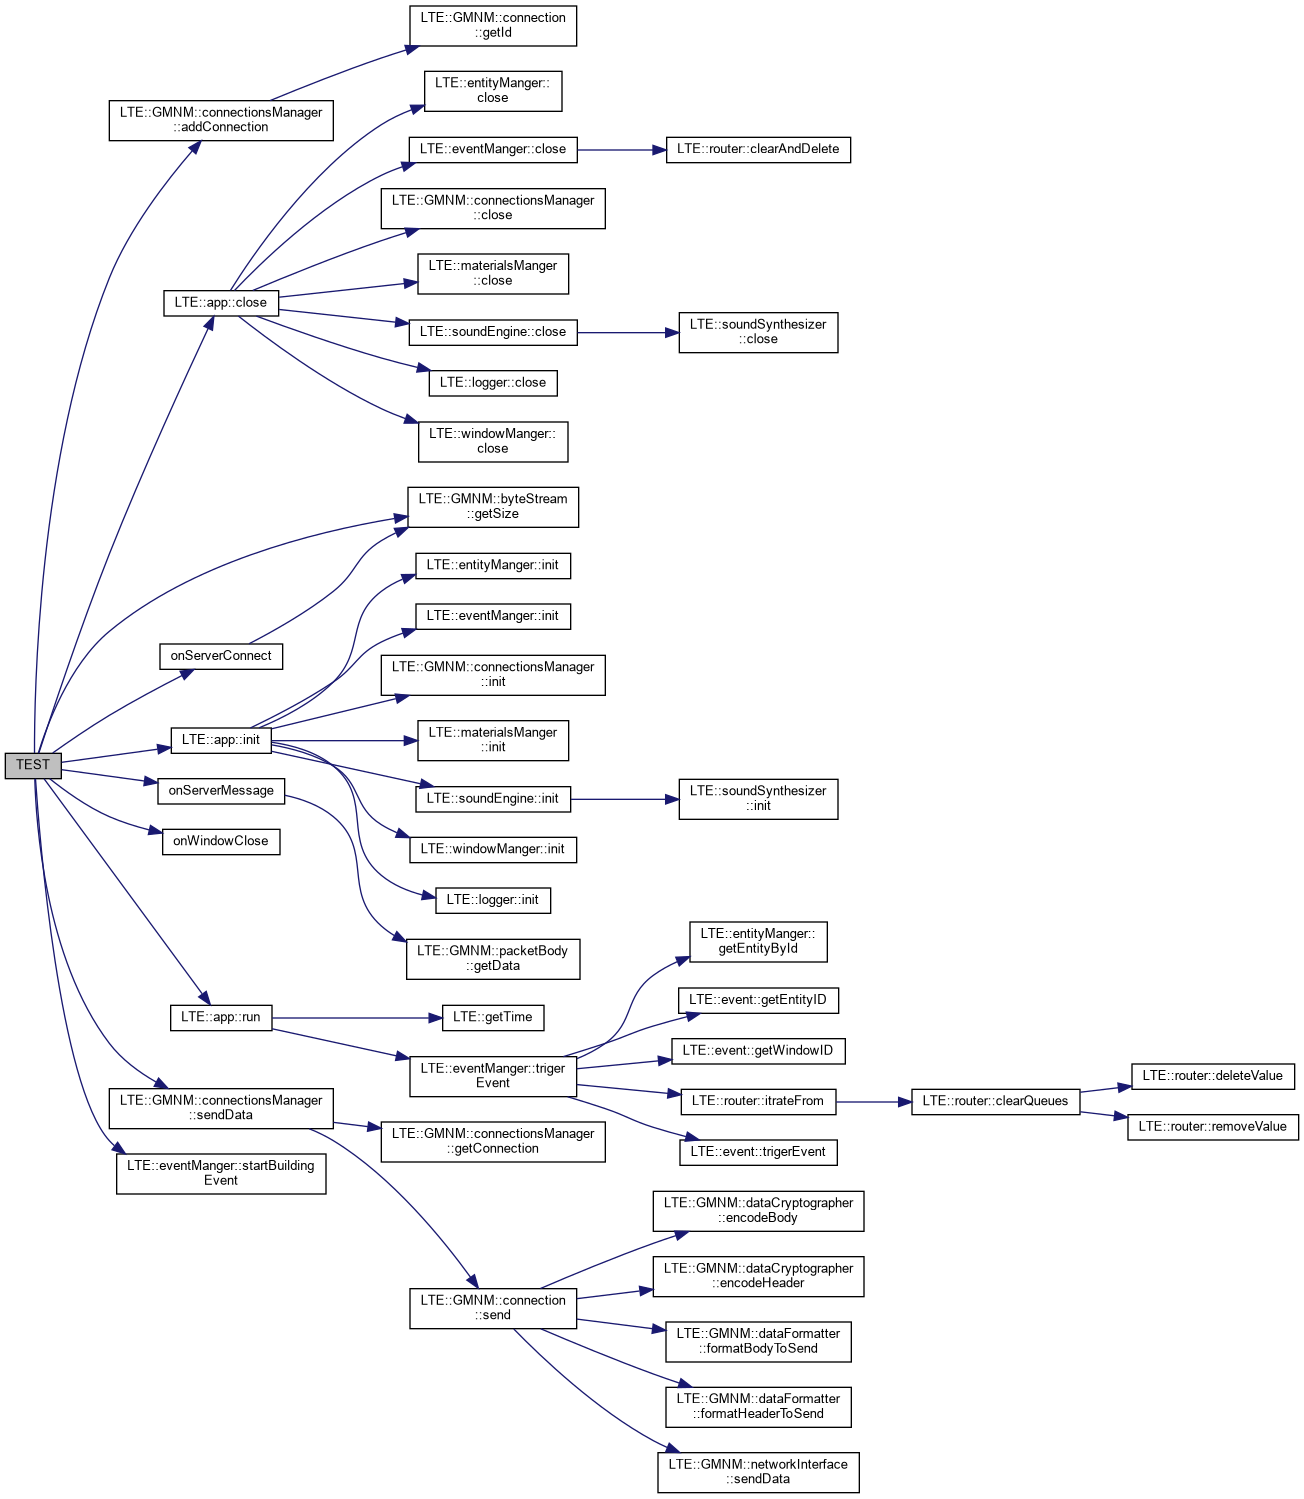 LTE::GMNM::connection
::getId
LTE::entityManger::
close
LTE::GMNM::connectionsManager
::addConnection
LTE::eventManger::close
LTE::router::clearAndDelete
LTE::GMNM::connectionsManager
::close
LTE::materialsManger
::close
LTE::app::close
LTE::soundEngine::close
LTE::soundSynthesizer
::close
LTE::logger::close
LTE::windowManger::
close
LTE::GMNM::byteStream
::getSize
LTE::entityManger::init
LTE::eventManger::init
onServerConnect
LTE::GMNM::connectionsManager
::init
LTE::app::init
LTE::materialsManger
::init
TEST
onServerMessage
LTE::soundEngine::init
LTE::soundSynthesizer
::init
onWindowClose
LTE::windowManger::init
LTE::logger::init
LTE::GMNM::packetBody
::getData
LTE::entityManger::
getEntityById
LTE::event::getEntityID
LTE::app::run
LTE::getTime
LTE::event::getWindowID
LTE::eventManger::triger
Event
LTE::router::deleteValue
LTE::router::itrateFrom
LTE::router::clearQueues
LTE::GMNM::connectionsManager
::sendData
LTE::router::removeValue
LTE::GMNM::connectionsManager
::getConnection
LTE::event::trigerEvent
LTE::eventManger::startBuilding
Event
LTE::GMNM::dataCryptographer
::encodeBody
LTE::GMNM::dataCryptographer
::encodeHeader
LTE::GMNM::connection
::send
LTE::GMNM::dataFormatter
::formatBodyToSend
LTE::GMNM::dataFormatter
::formatHeaderToSend
LTE::GMNM::networkInterface
::sendData